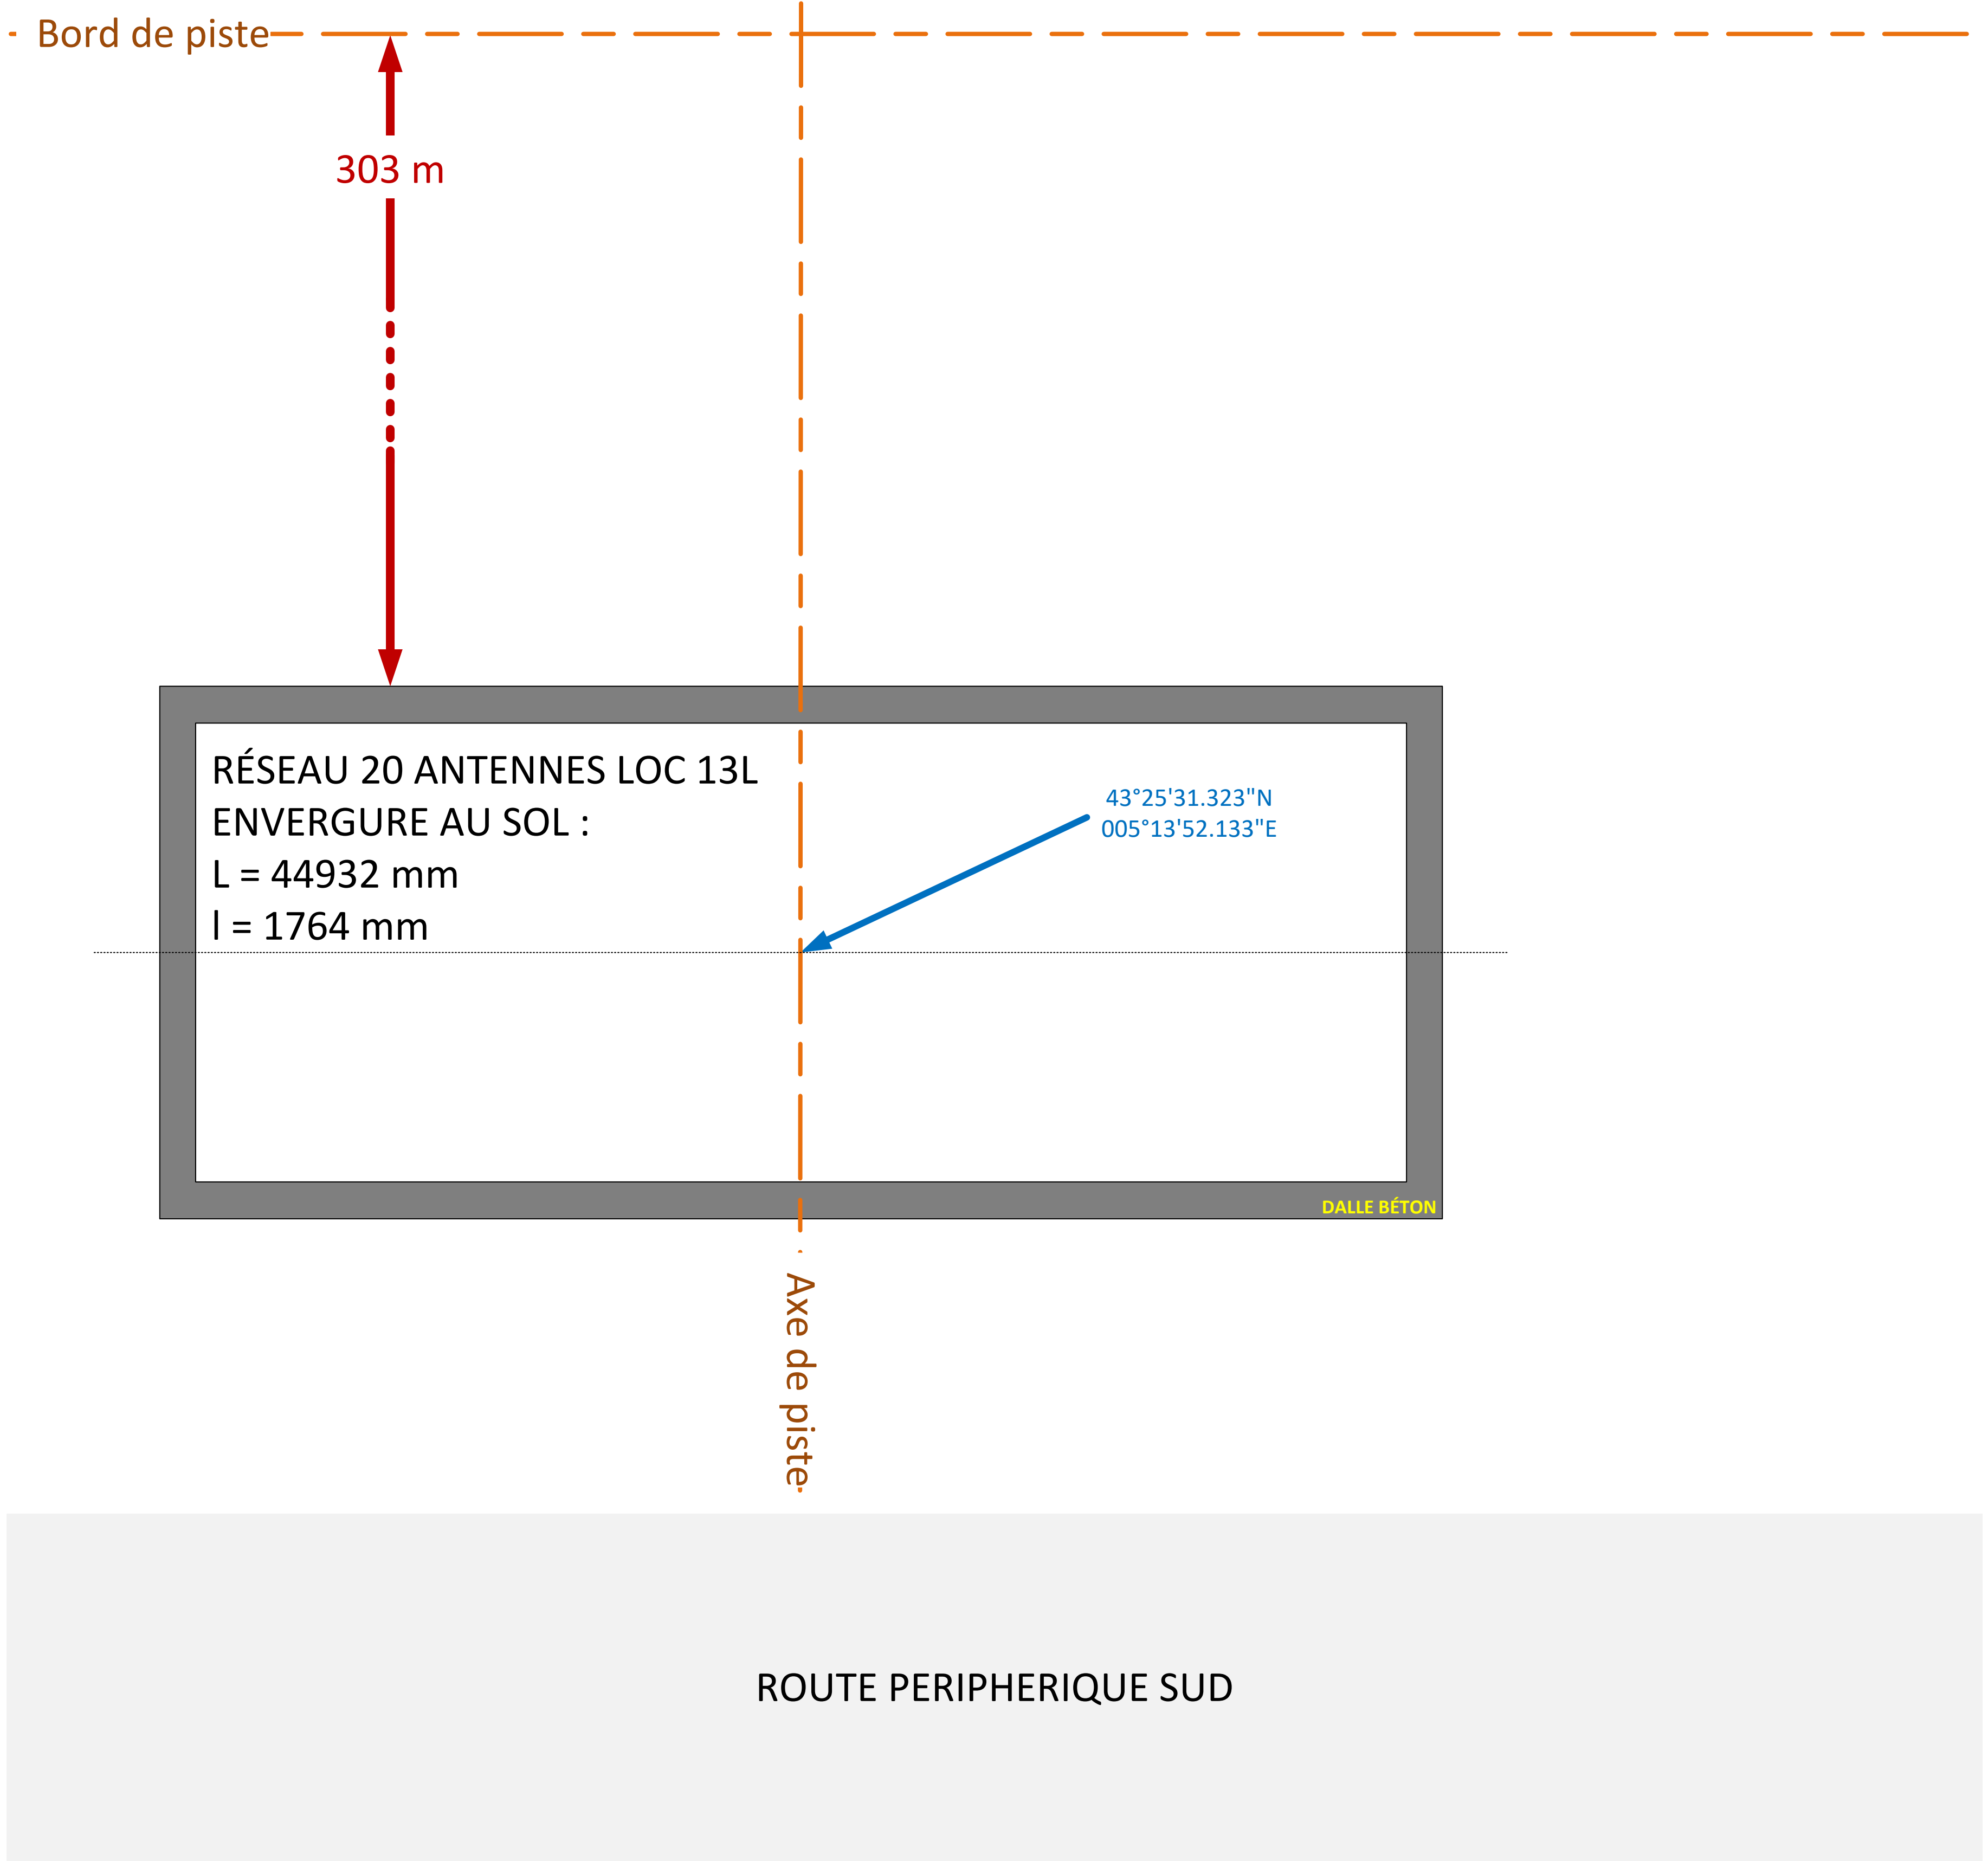 Bord de piste
303 m
RÉSEAU 20 ANTENNES LOC 13L
ENVERGURE AU SOL :
L = 44932 mm
l = 1764 mm
43°25'31.323"N
005°13'52.133"E
DALLE BÉTON
Axe de piste
ROUTE PERIPHERIQUE SUD